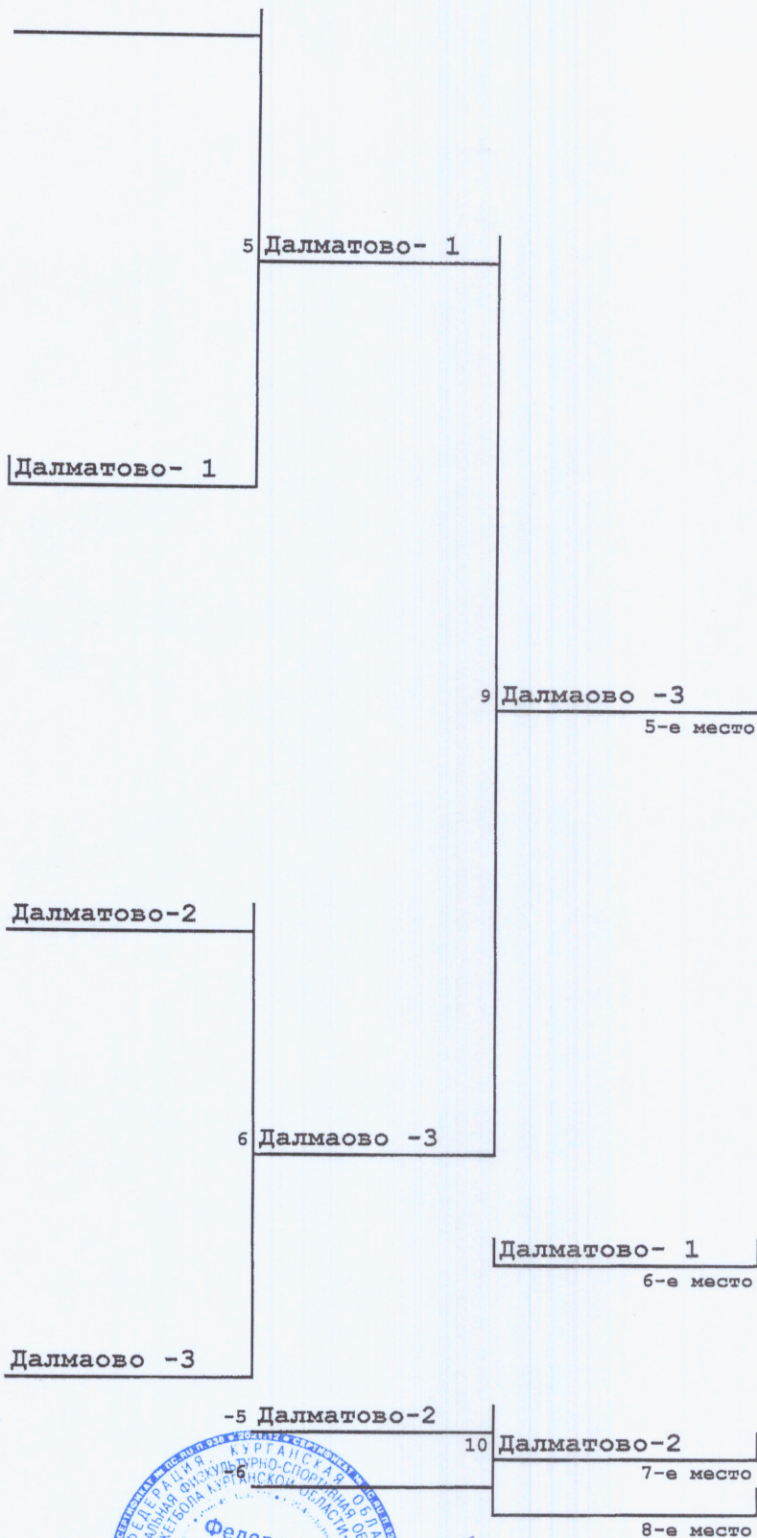 5 Далматово- 1
Далматово- 1
9 Далмаово -3
5-е место
Далматово-2
6 Далмаово -3
Далматово- 1
6-е место
Далмаово -3
-5 Далматово-2
10 Далматово-2
-6
7-е место
8-е место
КУРГАНСКАЯ